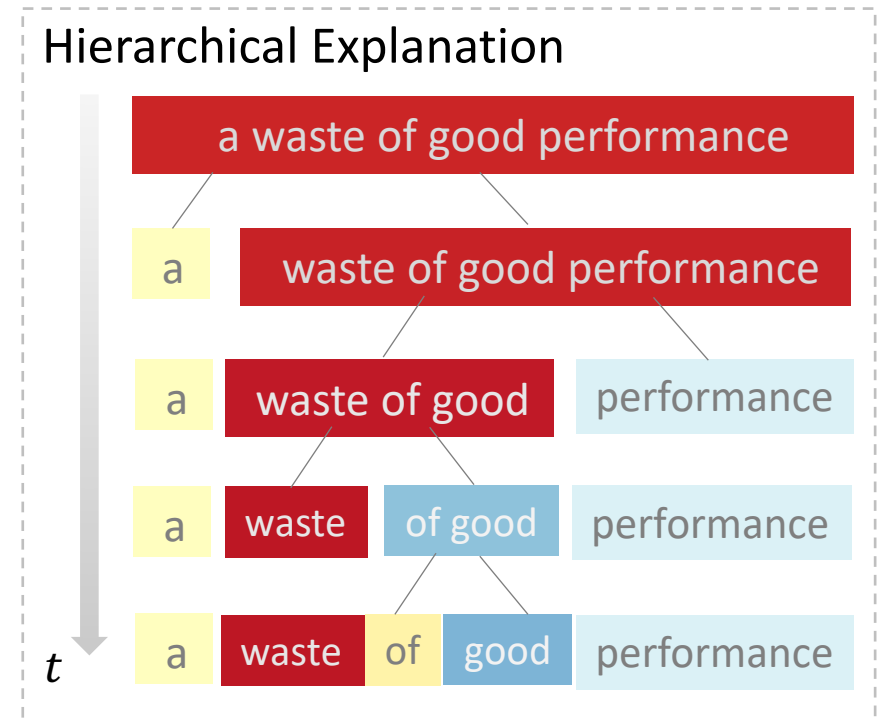 Hierarchical Explanation
a waste of good performance
a waste of good performance
a waste of good performance
a waste of good performance
a waste of good performance
t